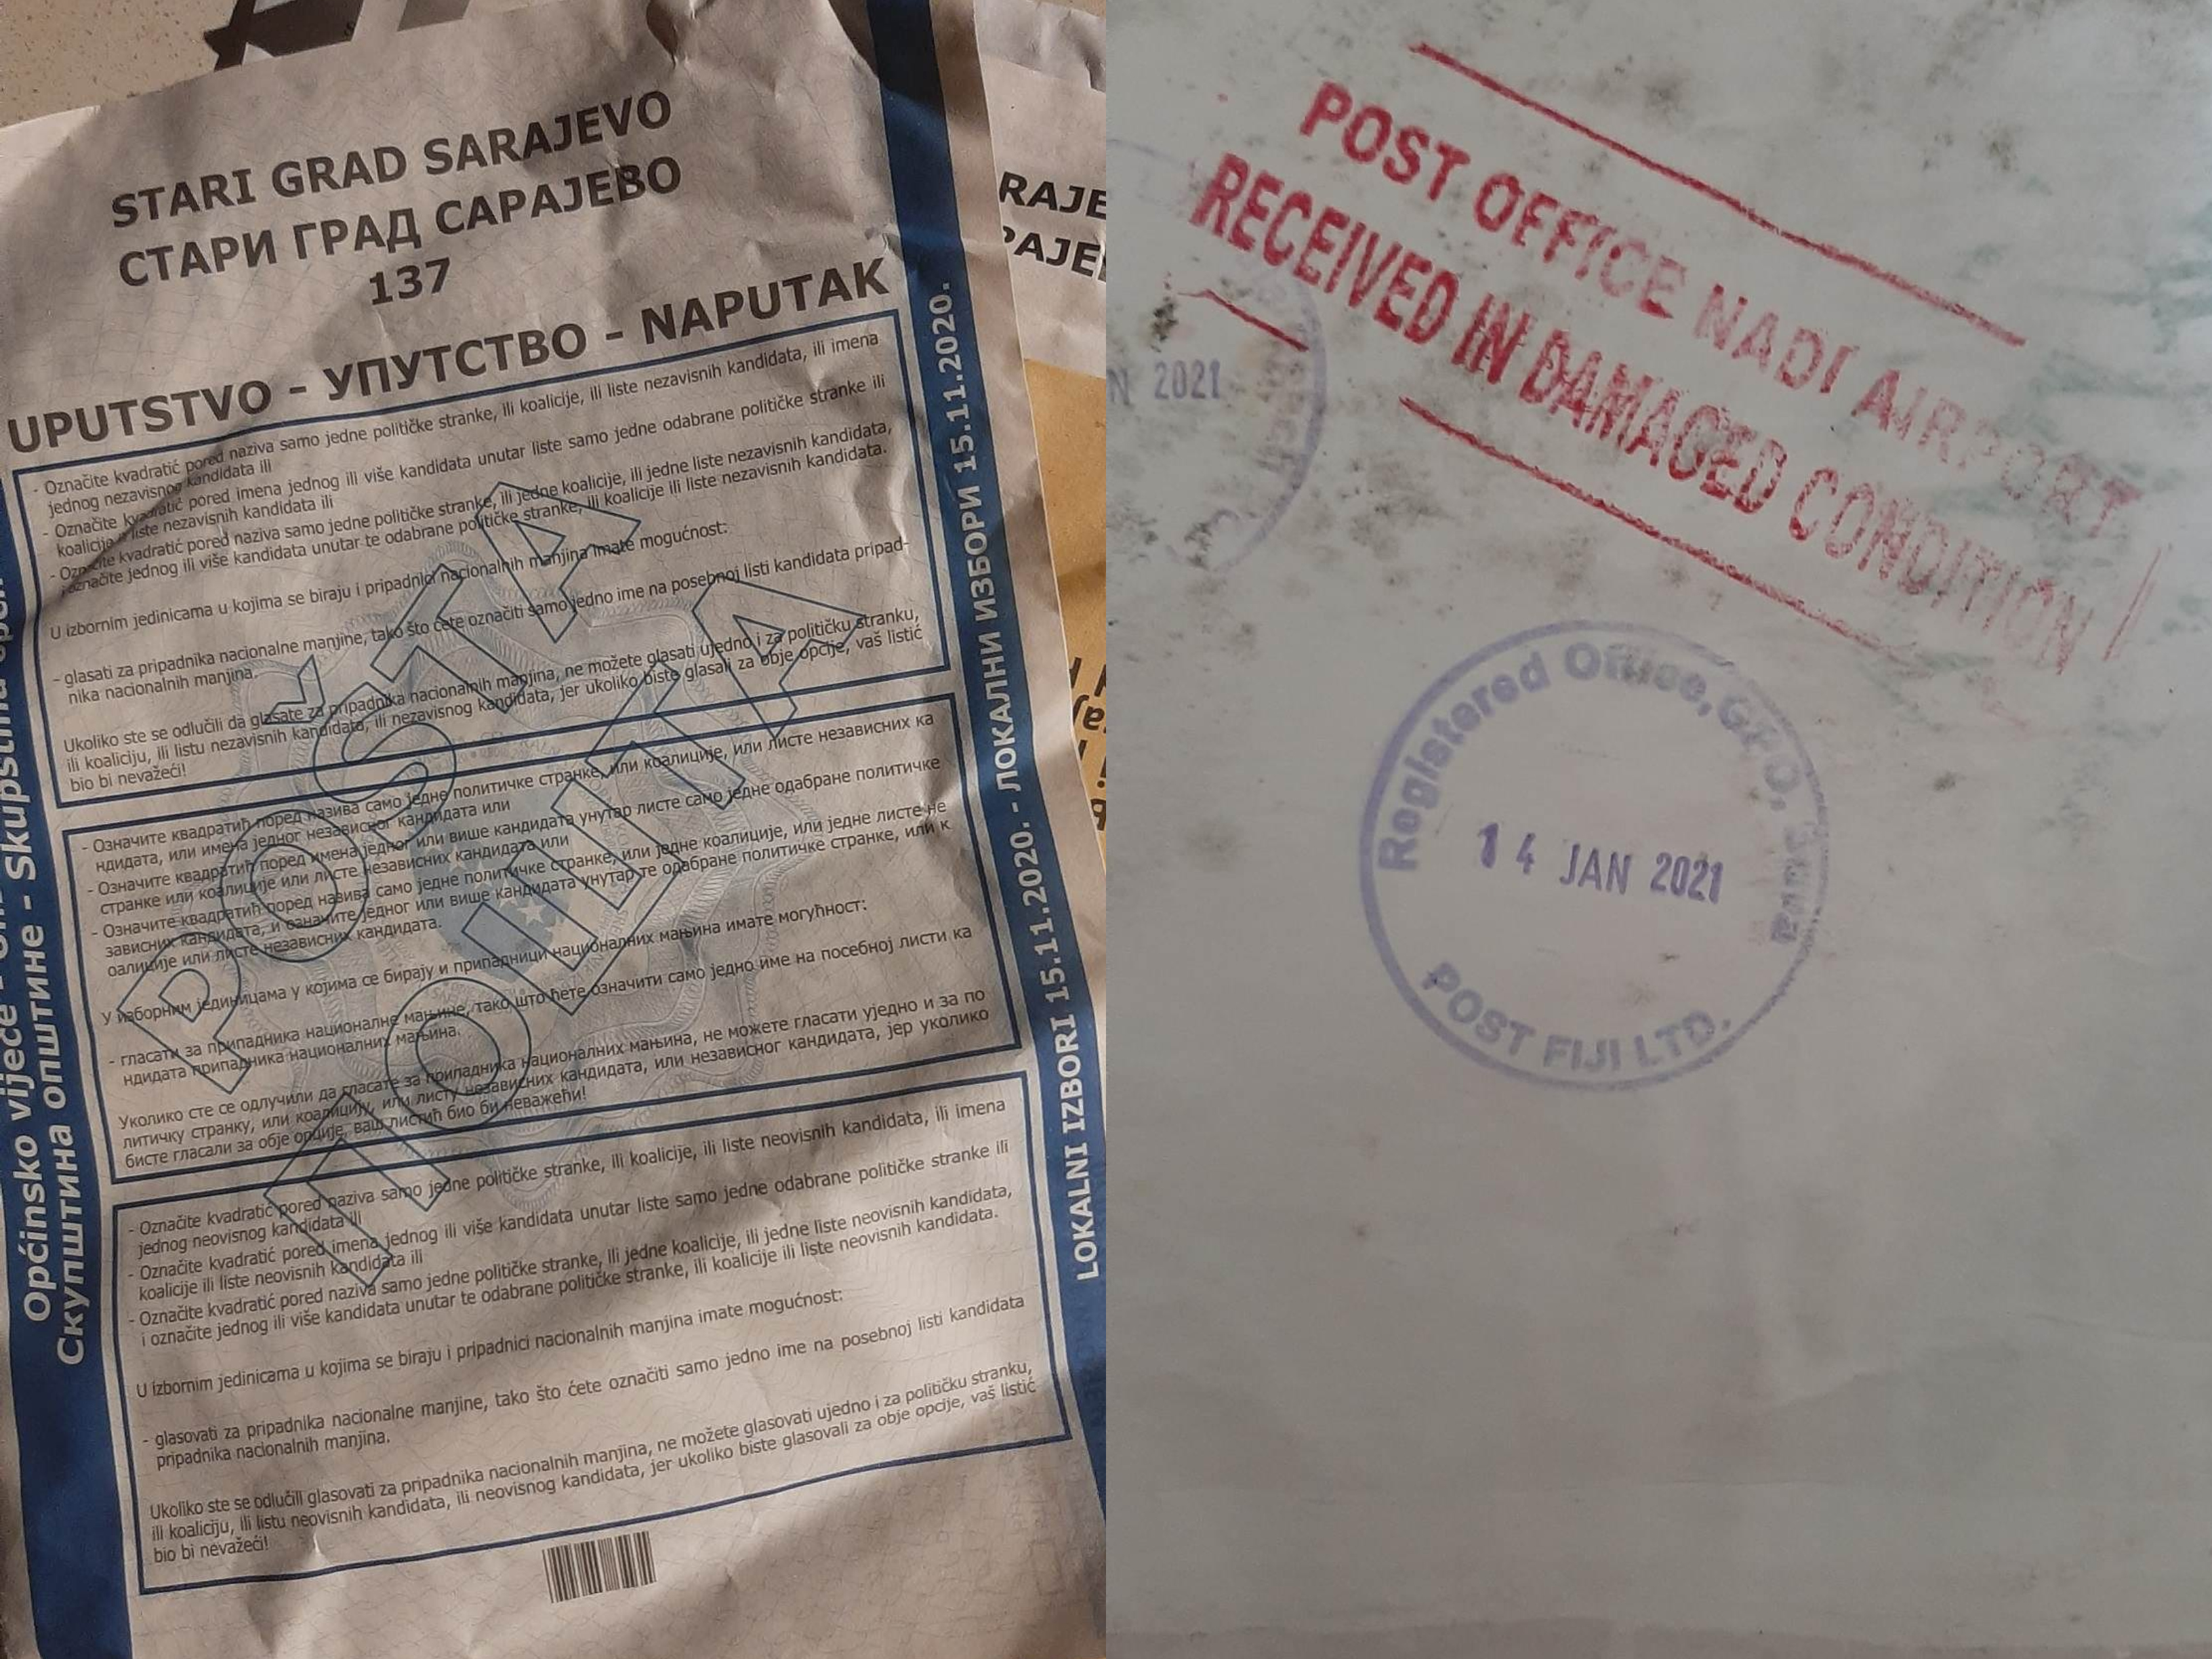 STARI GRAD SARAJEVO
СТАРИ ГРАД САРАЈЕВО
137
UPUTSTVO - УПУТСТВО - NAPUTAK
- Označite kvadratić pored naziva samo jedne političke stranke, ili koalicije, ili liste nezavisnih kandidata, ili imena
jednog nezavisnog kandidata ili
- Označite kvadratić pored imena jednog ili više kandidata unutar liste samo jedne odabrane političke stranke ili
koalicije ili liste nezavisnih kandidata ili
- Označite kvadratić pored naziva samo jedne političke stranke, ili jedne koalicije, ili jedne liste nezavisnih kandidata,
i označite jednog ili više kandidata unutar te odabrane političke stranke, ili koalicije ili liste nezavisnih kandidata.
U izbornim jedinicama u kojima se biraju i pripadnici nacionalnih manjina imate mogućnost:
- glasati za pripadnika nacionalne manjine, tako što ćete označiti samo jedno ime na posebnoj listi kandidata pripad-
nika nacionalnih manjina.
Ukoliko ste se odlučili da glasate za pripadnika nacionalnih manjina, ne možete glasati ujedno i za političku stranku,
ili koaliciju, ili listu nezavisnih kandidata, ili nezavisnog kandidata, jer ukoliko biste glasali za obje opcije, vaš listić
bio bi nevažeći!
- Означите квадратић поред назива само једне политичке странке, или коалиције, или листе независних ка
ндидата, или имена једног независног кандидата или
- Означите квадратић поред имена једног или више кандидата унутар листе само једне одабране политичке
странке или коалиције или листе независних кандидата или
- Означите квадратић поред назива само једне политичке странке, или једне коалиције, или једне листе не
зависних кандидата, и означите једног или више кандидата унутар те одабране политичке странке, или к
оалиције или листе независних кандидата.
У изборним јединицама у којима се бирају и припадници националних мањина имате могућност:
- гласати за припадника националне мањине, тако што ћете означити само једно име на посебној листи ка
ндидата припадника националних мањина.
Уколико сте се одлучили да гласате за припадника националних мањина, не можете гласати уједно и за по
литичку странку, или коалицију, или листу независних кандидата, или независног кандидата, јер уколико
бисте гласали за обје опције, ваш листић био би неважећи!
- Označite kvadratić pored naziva samo jedne političke stranke, ili koalicije, ili liste neovisnih kandidata, ili imena
jednog neovisnog kandidata ili
- Označite kvadratić pored imena jednog ili više kandidata unutar liste samo jedne odabrane političke stranke ili
koalicije ili liste neovisnih kandidata ili
- Označite kvadratić pored naziva samo jedne političke stranke, ili jedne koalicije, ili jedne liste neovisnih kandidata,
i označite jednog ili više kandidata unutar te odabrane političke stranke, ili koalicije ili liste neovisnih kandidata.
U izbornim jedinicama u kojima se biraju i pripadnici nacionalnih manjina imate mogućnost:
- glasovati za pripadnika nacionalne manjine, tako što ćete označiti samo jedno ime na posebnoj listi kandidata
pripadnika nacionalnih manjina.
Ukoliko ste se odlučili glasovati za pripadnika nacionalnih manjina, ne možete glasovati ujedno i za političku stranku,
ili koaliciju, ili listu neovisnih kandidata, ili neovisnog kandidata, jer ukoliko biste glasovali za obje opcije, vaš listić
bio bi nevažeći!
POŠTA
ПОШТА
Općinsko vijeće
- Skupština
Скупштина општине -
LOKALNI IZBORI 15.11.2020. - ЛОКАЛНИ ИЗБОРИ 15.11.2020.
RAJE
РАЈЕ
POST OFFICE NADI AIRPORT
RECEIVED IN DAMAGED CONDITION
2021
Registered Office, GPO, Suva
14 JAN 2021
POST FIJI LTD.